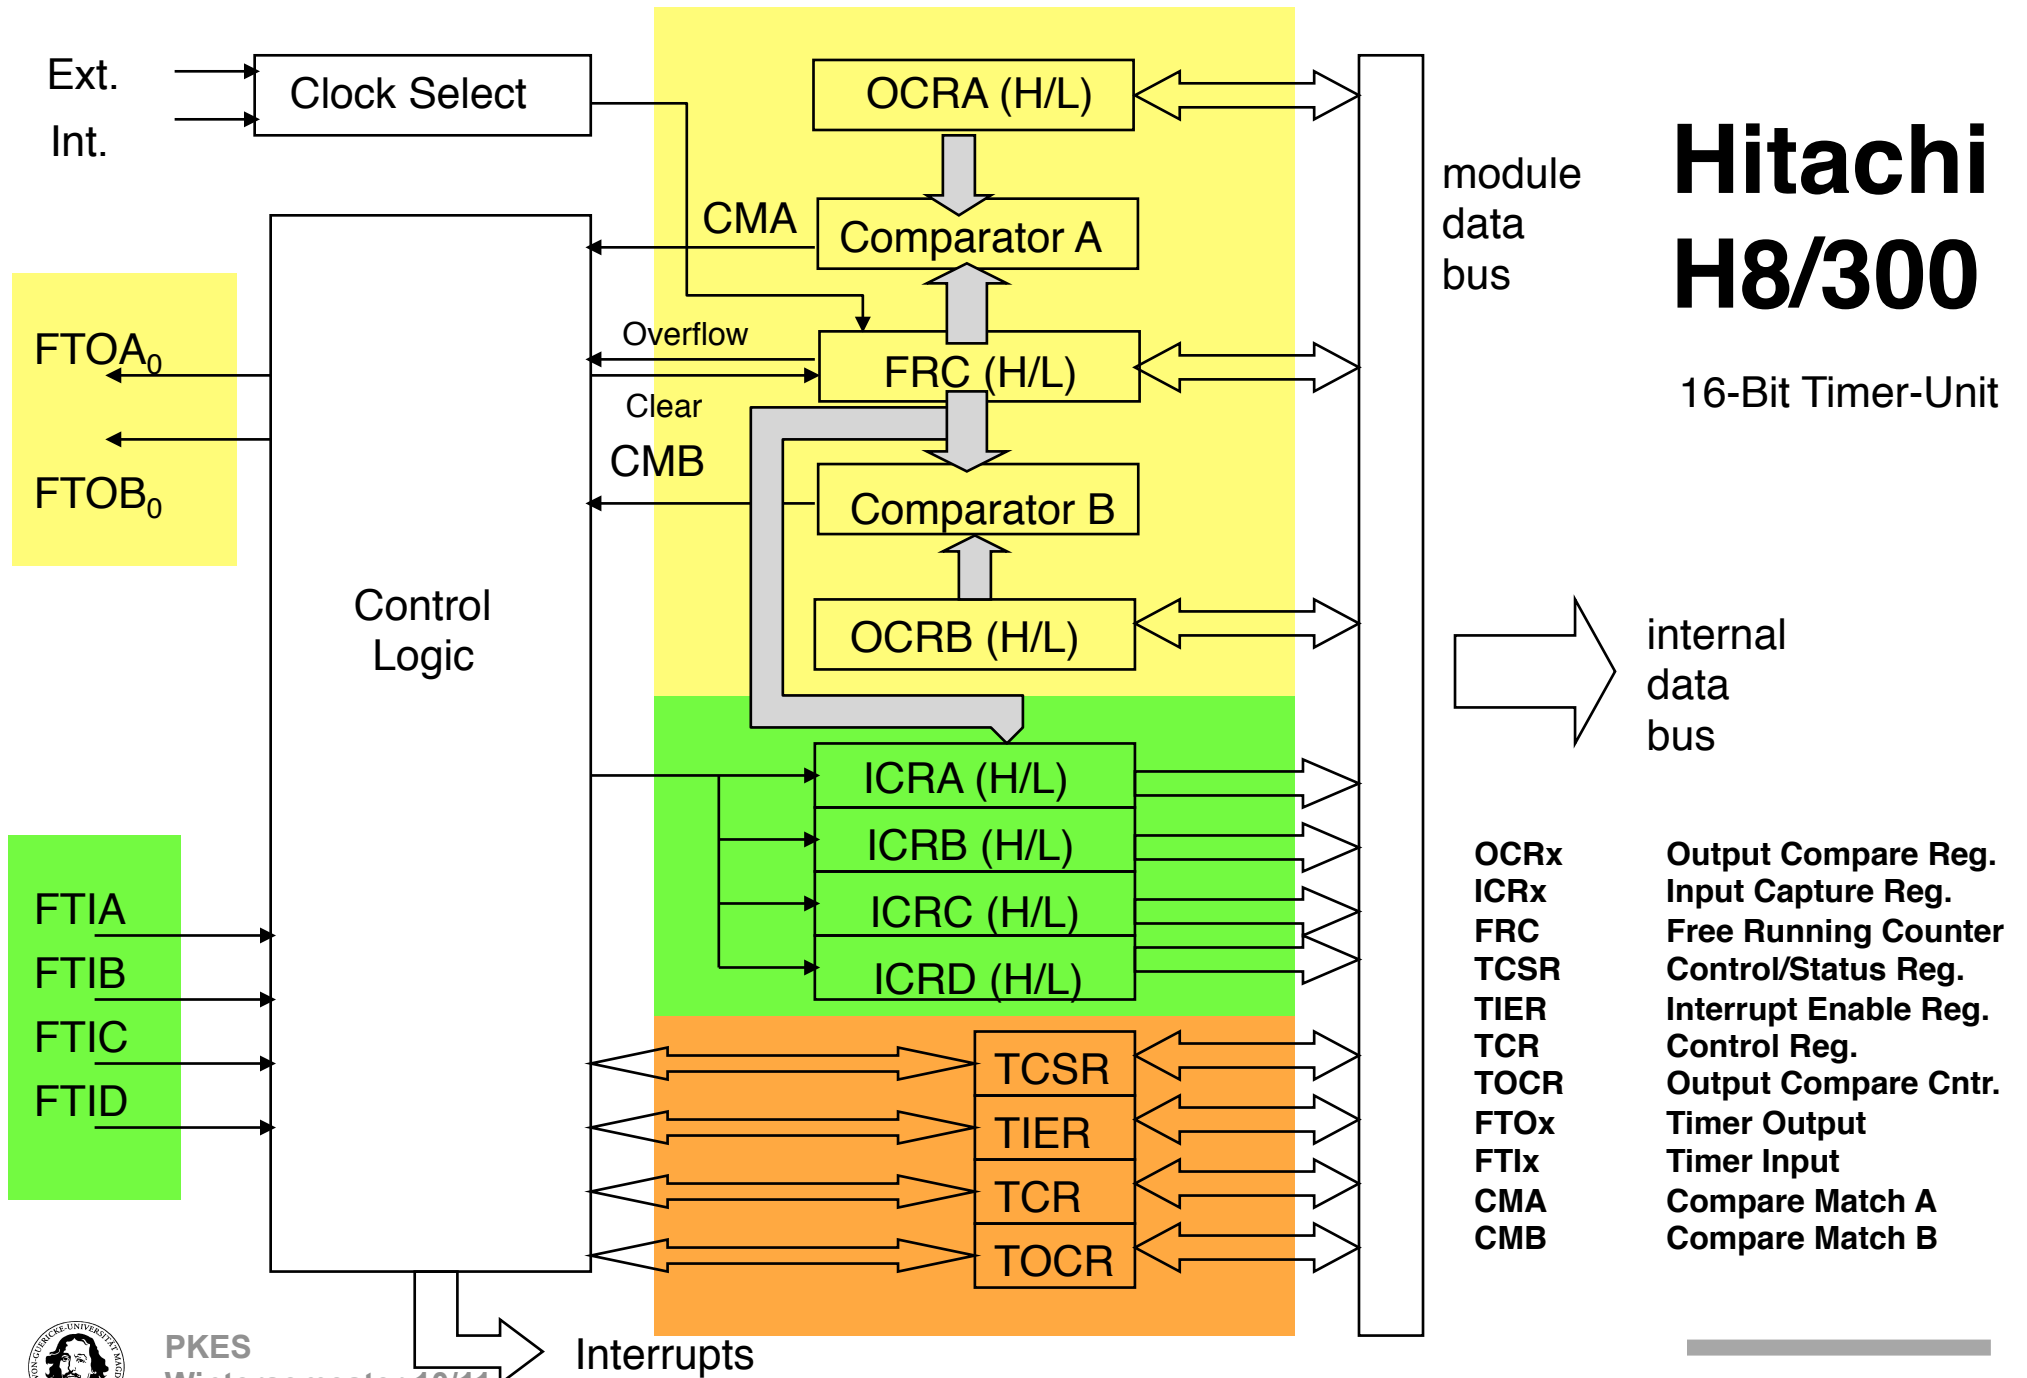 Ext.
Int.
Clock Select
OCRA (H/L)
module
data
bus
Hitachi
H8/300
16-Bit Timer-Unit
CMA
Comparator A
FTOA0
Overflow
FRC (H/L)
Clear
CMB
FTOB0
Comparator B
Control
Logic
OCRB (H/L)
internal
data
bus
ICRA (H/L)
ICRB (H/L)
ICRC (H/L)
ICRD (H/L)
FTIA
FTIB
FTIC
FTID
TCSR
TIER
TCR
TOCR
OCRx Output Compare Reg.
ICRx Input Capture Reg.
FRC Free Running Counter
TCSR Control/Status Reg.
TIER Interrupt Enable Reg.
TCR Control Reg.
TOCR Output Compare Cntr.
FTOx Timer Output
FTIx Timer Input
CMA Compare Match A
CMB Compare Match B
Interrupts
PKES
Wintersemester 10/11